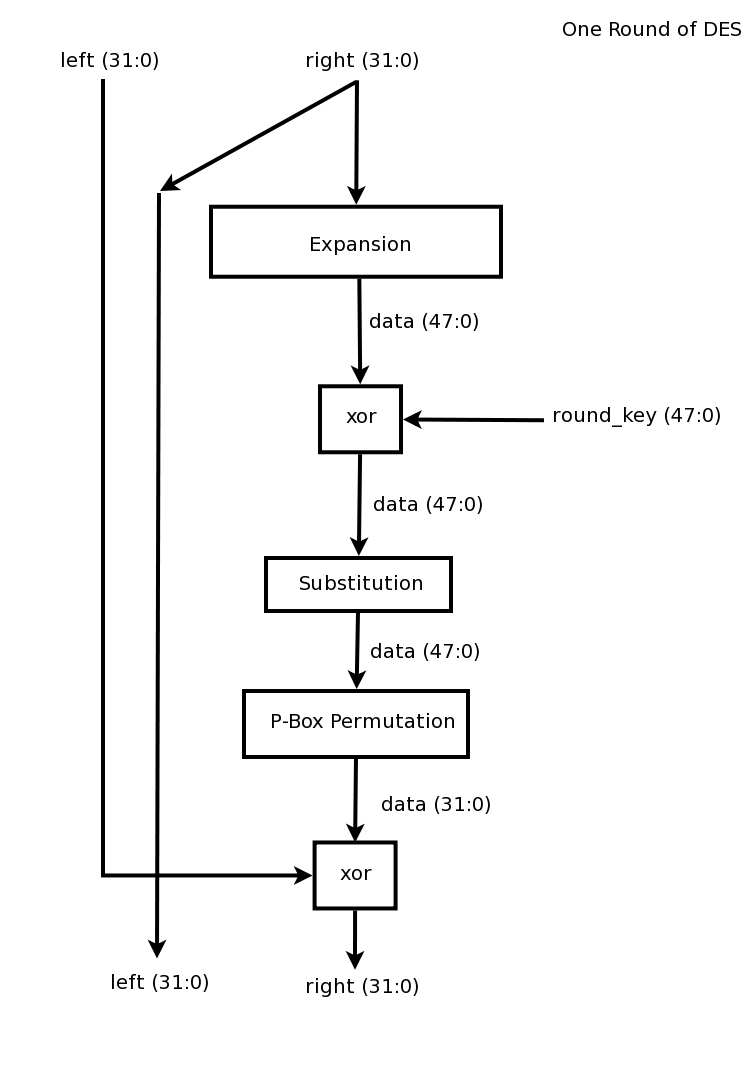 One Round of DES
left (31:0)
right (31:0)
Expansion
data (47:0)
xor
round_key (47:0)
data (47:0)
Substitution
data (47:0)
P-Box Permutation
data (31:0)
xor
left (31:0)
right (31:0)